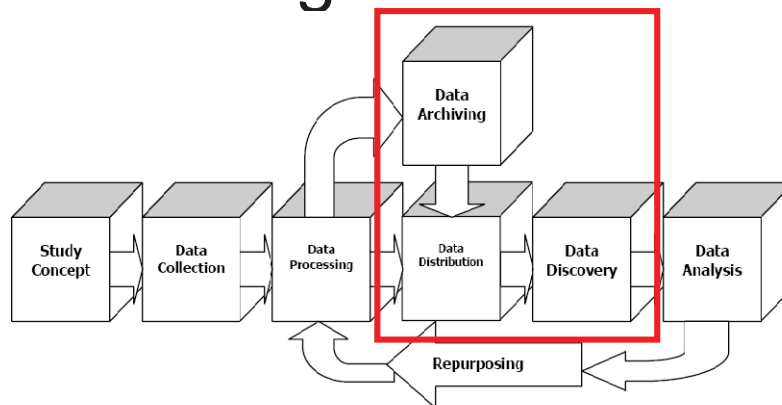 Data
Archiving
Study
Concept
Data
Collection
Data
Processing
Data
Distribution
Data
Discovery
Data
Analysis
Repurposing